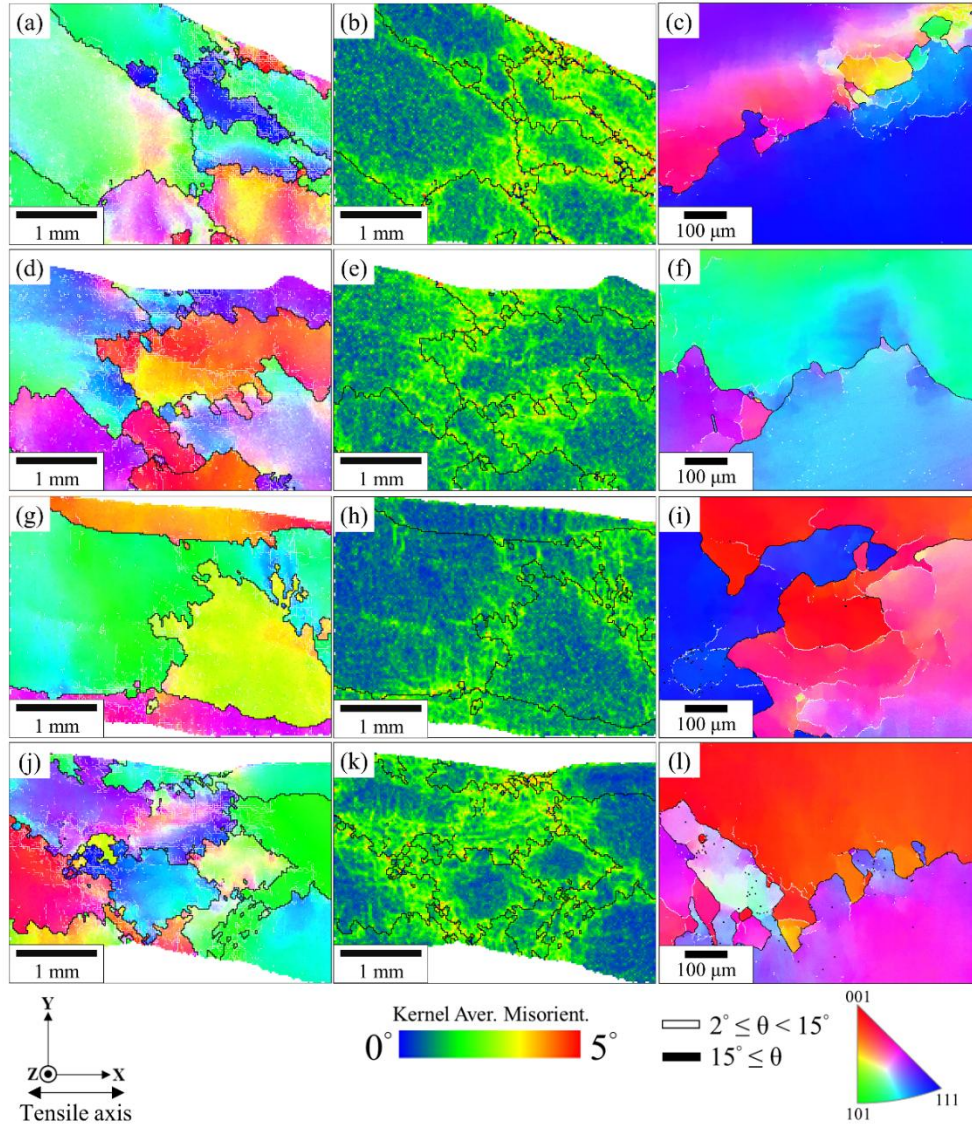 (a)
(b)
(c)
1 mm
1 mm
100 μm
(d)
(e)
(f)
1 mm
1 mm
100 μm
(g)
(h)
(i)
1 mm
1 mm
100 μm
(j)
(k)
(l)
1 mm
1 mm
100 μm
Y
Z X
Tensile axis
Kernel Aver. Misorient.
0° 5°
2° ≤ θ < 15°
15° ≤ θ
001
111
101